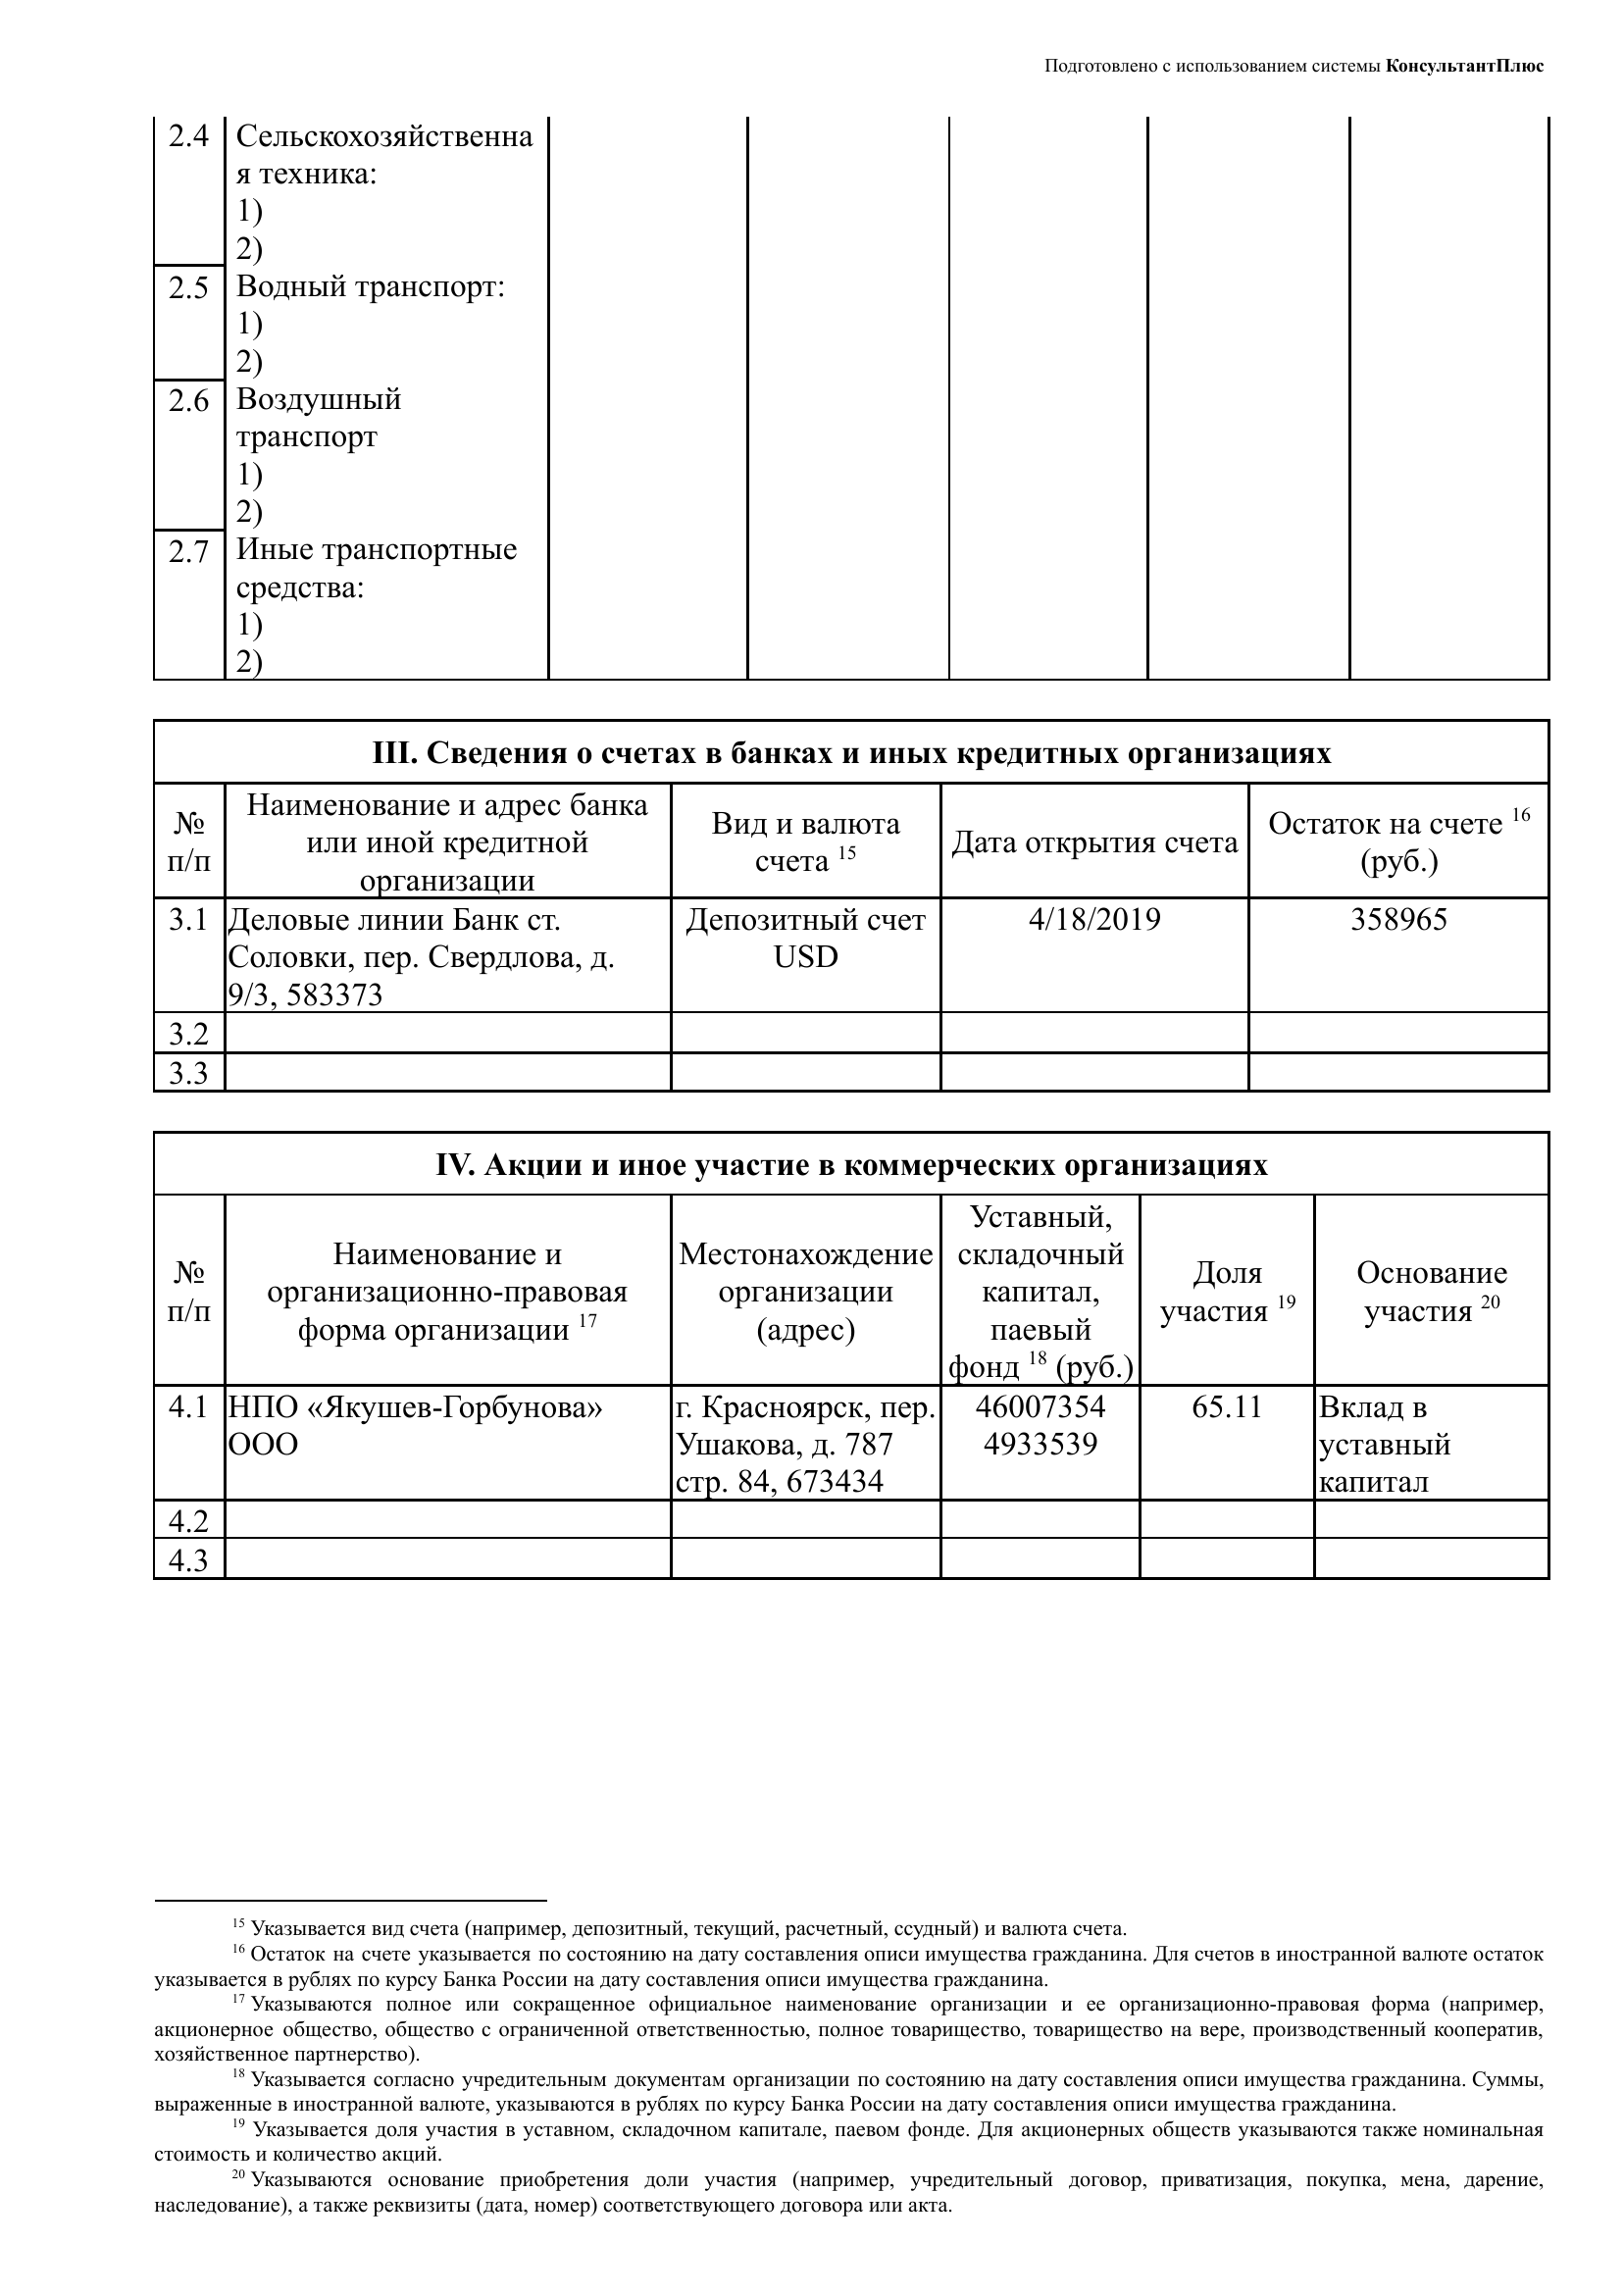 Подготовлено с использованием системы КонсультантПлюс
2.4 Сельскохозяйственна
я техника:
1)
2)
2.5 Водный транспорт:
1)
2)
2.6 Воздушный
транспорт
1)
2)
2.7 Иные транспортные
средства:
1)
2)
III. Сведения о счетах в банках и иных кредитных организациях
№
п/п
Наименование и адрес банка
или иной кредитной
организации
Вид и валюта
счета 15
Дата открытия счета
Остаток на счете 16
(руб.)
3.1
Деловые линии Банк ст.
Соловки, пер. Свердлова, д.
9/3, 583373
Депозитный счет
USD
4/18/2019
358965
3.2
3.3
IV. Акции и иное участие в коммерческих организациях
№
п/п
Наименование и
организационно-правовая
форма организации 17
Местонахождение
организации
(адрес)
Уставный,
складочный
капитал,
паевый
фонд 18 (руб.)
Доля
участия 19
Основание
участия 20
4.1
НПО «Якушев-Горбунова»
ООО
г. Красноярск, пер.
Ушакова, д. 787
стр. 84, 673434
46007354
4933539
65.11
Вклад в
уставный
капитал
4.2
4.3
15 Указывается вид счета (например, депозитный, текущий, расчетный, ссудный) и валюта счета.
16 Остаток на счете указывается по состоянию на дату составления описи имущества гражданина. Для счетов в иностранной валюте остаток
указывается в рублях по курсу Банка России на дату составления описи имущества гражданина.
17 Указываются полное или сокращенное официальное наименование организации и ее организационно-правовая форма (например,
акционерное общество, общество с ограниченной ответственностью, полное товарищество, товарищество на вере, производственный кооператив,
хозяйственное партнерство).
18 Указывается согласно учредительным документам организации по состоянию на дату составления описи имущества гражданина. Суммы,
выраженные в иностранной валюте, указываются в рублях по курсу Банка России на дату составления описи имущества гражданина.
19 Указывается доля участия в уставном, складочном капитале, паевом фонде. Для акционерных обществ указываются также номинальная
стоимость и количество акций.
20 Указываются основание приобретения доли участия (например, учредительный договор, приватизация, покупка, мена, дарение,
наследование), а также реквизиты (дата, номер) соответствующего договора или акта.